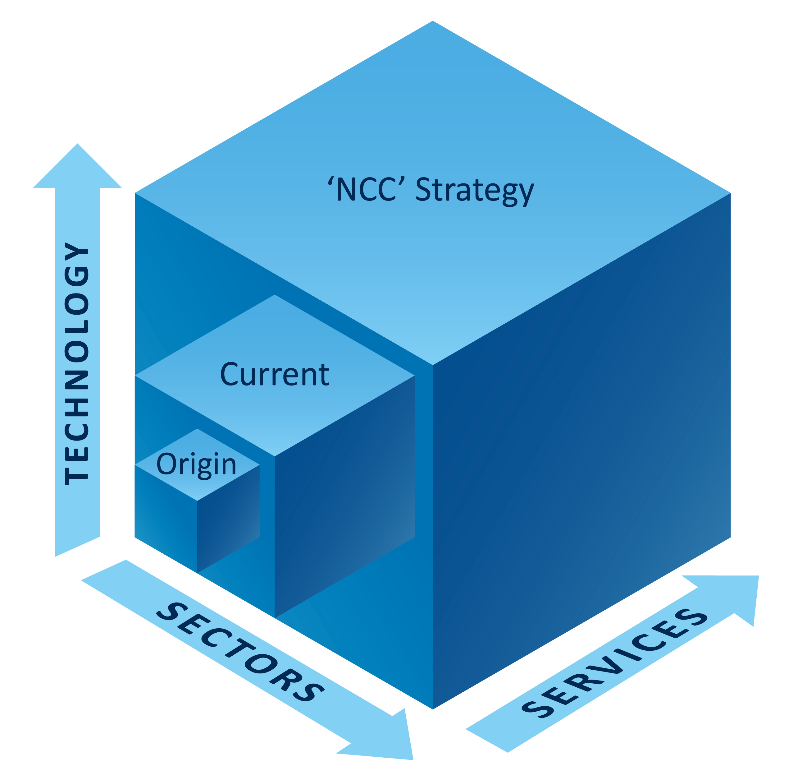 ‘NCC’ Strategy
Current
Origin
TECHNOLOGY
SECTORS
SERVICES